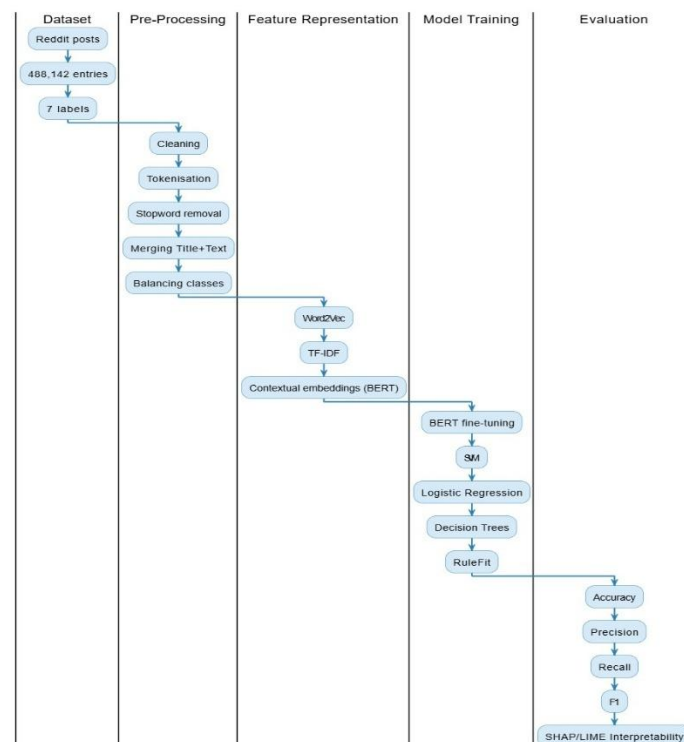 Dataset
Pre-Processing
Feature Representation
Model Training
Evaluation
Reddit posts
488,142 entries
7 labels
Cleaning
Tokenisation
Stopword removal
Merging Title+Text
Balancing classes
Word2Vec
TF-IDF
Contextual embeddings (BERT)
BERT fine-tuning
SVM
Logistic Regression
Decision Trees
RuleFit
Accuracy
Precision
Recall
F1
SHAP/LIME Interpretability